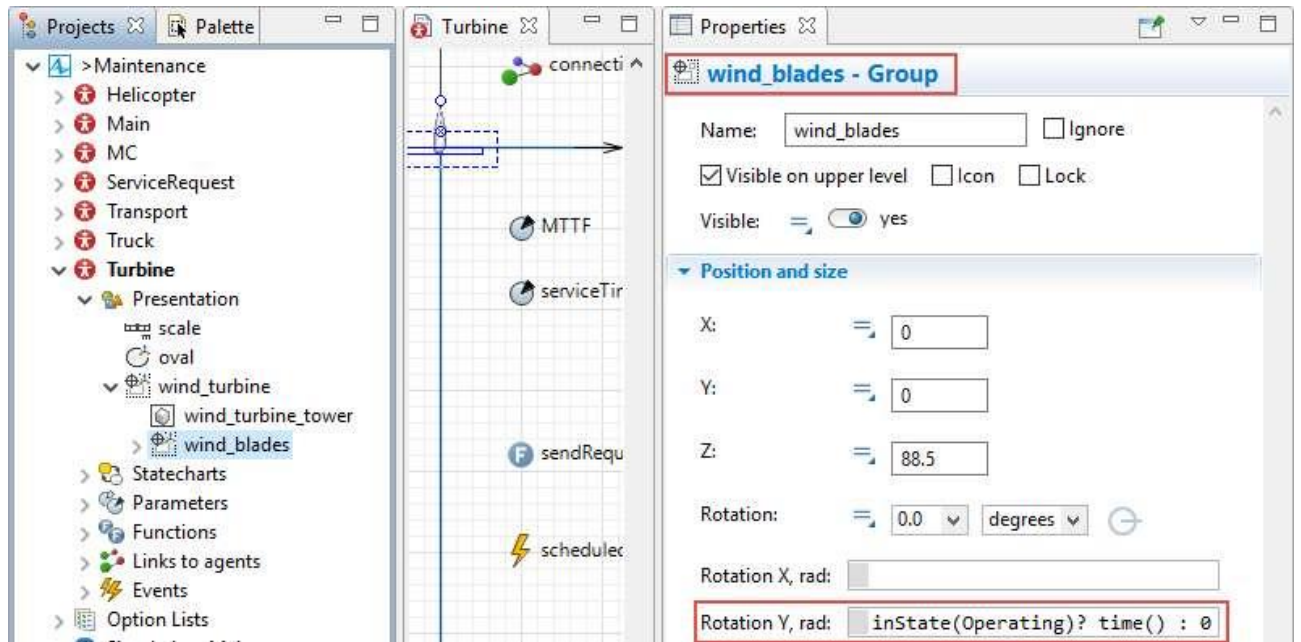 Projects
Palette
>Maintenance
Helicopter
Main
MC
ServiceRequest
Transport
Truck
Turbine
Presentation
scale
oval
wind_turbine
wind_turbine_tower
wind_blades
Statecharts
Parameters
Functions
Links to agents
Events
Option Lists
Turbine
connecti
MTTF
serviceTir
sendRequ
schedulec
Properties
wind_blades - Group
Name: wind_blades Ignore
Visible on upper level Icon Lock
Visible: yes
Position and size
X: 0
Y: 0
Z: 88.5
Rotation: 0.0 degrees
Rotation X, rad:
Rotation Y, rad: inState(Operating)? time() : 0